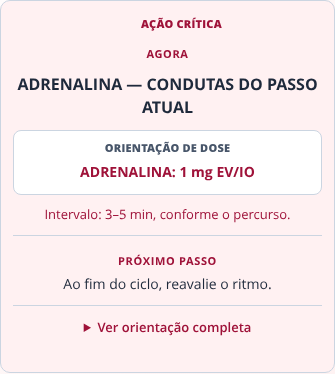 AÇÃO CRÍTICA
AGORA
ADRENALINA — CONDUTAS DO PASSO
ATUAL
ORIENTAÇÃO DE DOSE
ADRENALINA: 1 mg EV/IO
Intervalo: 3–5 min, conforme o percurso.
PRÓXIMO PASSO
Ao fim do ciclo, reavalie o ritmo.
▶ Ver orientação completa